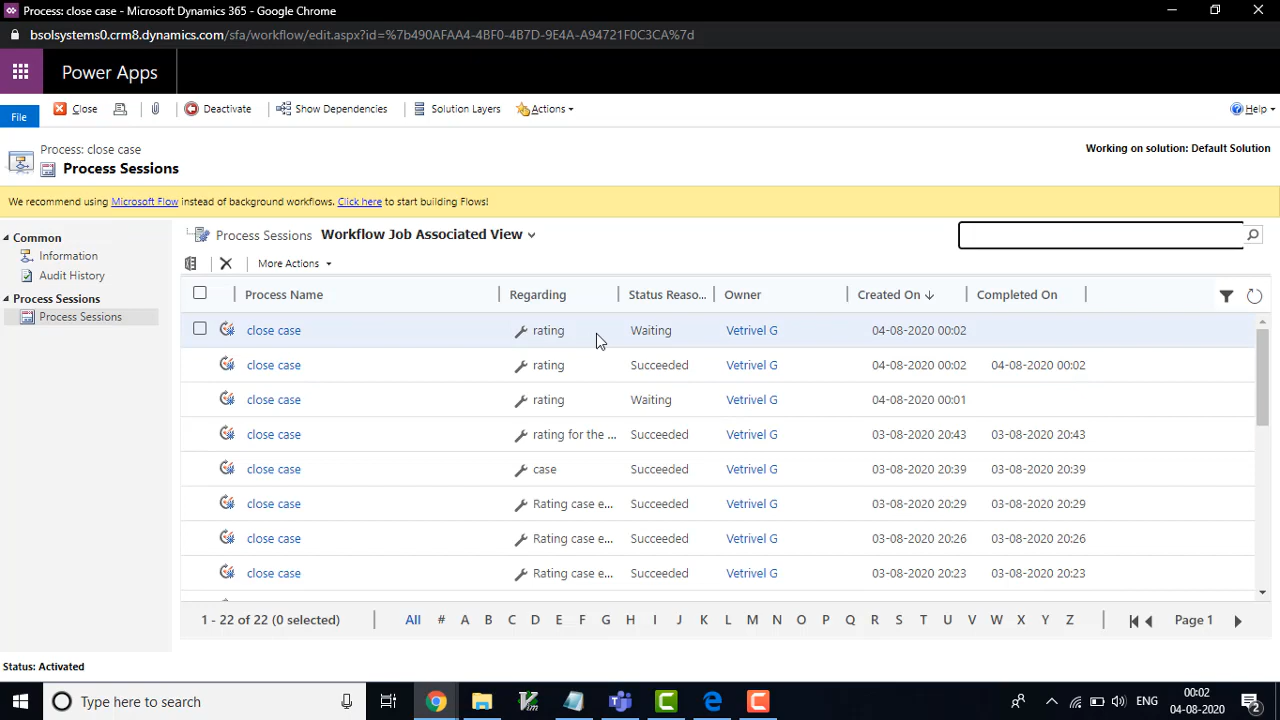 Process: close case - Microsoft Dynamics 365 - Google Chrome
bsolsystems0.crm8.dynamics.com/sfa/workflow/edit.aspx?id=%7b490AFAA4-4BF0-4B7D-9E4A-A94721F0C3CA%7d
Power Apps
File Close Deactivate Show Dependencies Solution Layers Actions Help
Process: close case
Process Sessions
Working on solution: Default Solution
We recommend using Microsoft Flow instead of background workflows. Click here to start building Flows!
Common
Information
Audit History
Process Sessions
Process Sessions
Process Sessions Workflow Job Associated View
More Actions
Process Name Regarding Status Reaso... Owner Created On Completed On
close case rating Waiting Vetrivel G 04-08-2020 00:02
close case rating Succeeded Vetrivel G 04-08-2020 00:02 04-08-2020 00:02
close case rating Waiting Vetrivel G 04-08-2020 00:01
close case rating for the ... Succeeded Vetrivel G 03-08-2020 20:43 03-08-2020 20:43
close case case Succeeded Vetrivel G 03-08-2020 20:39 03-08-2020 20:39
close case Rating case e... Succeeded Vetrivel G 03-08-2020 20:29 03-08-2020 20:29
close case Rating case e... Succeeded Vetrivel G 03-08-2020 20:26 03-08-2020 20:26
close case Rating case e... Succeeded Vetrivel G 03-08-2020 20:23 03-08-2020 20:23
1 - 22 of 22 (0 selected) All # A B C D E F G H I J K L M N O P Q R S T U V W X Y Z Page 1
Status: Activated
Type here to search
ENG
00:02
04-08-2020
2